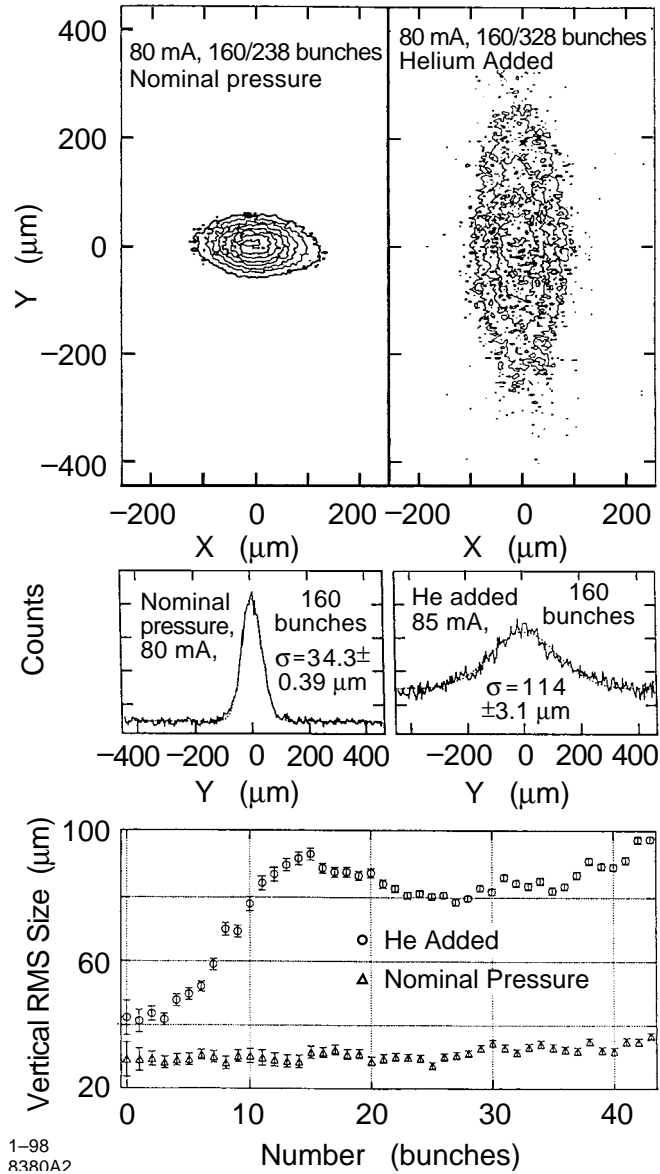 80 mA, 160/238 bunches
Nominal pressure
80 mA, 160/328 bunches
Helium Added
400
200
0
−200
−400
Y (μm)
−200 0 200
X (μm)
−200 0 200
X (μm)
Counts
Nominal
pressure,
80 mA,
160
bunches
σ=34.3±
0.39 μm
He added
85 mA,
160
bunches
σ=114
±3.1 μm
−400 −200 0 200 400
Y (μm)
−400 −200 0 200 400
Y (μm)
Vertical RMS Size (μm)
100
60
20
He Added
Nominal Pressure
0 10 20 30 40
Number (bunches)
1–98
8380A2